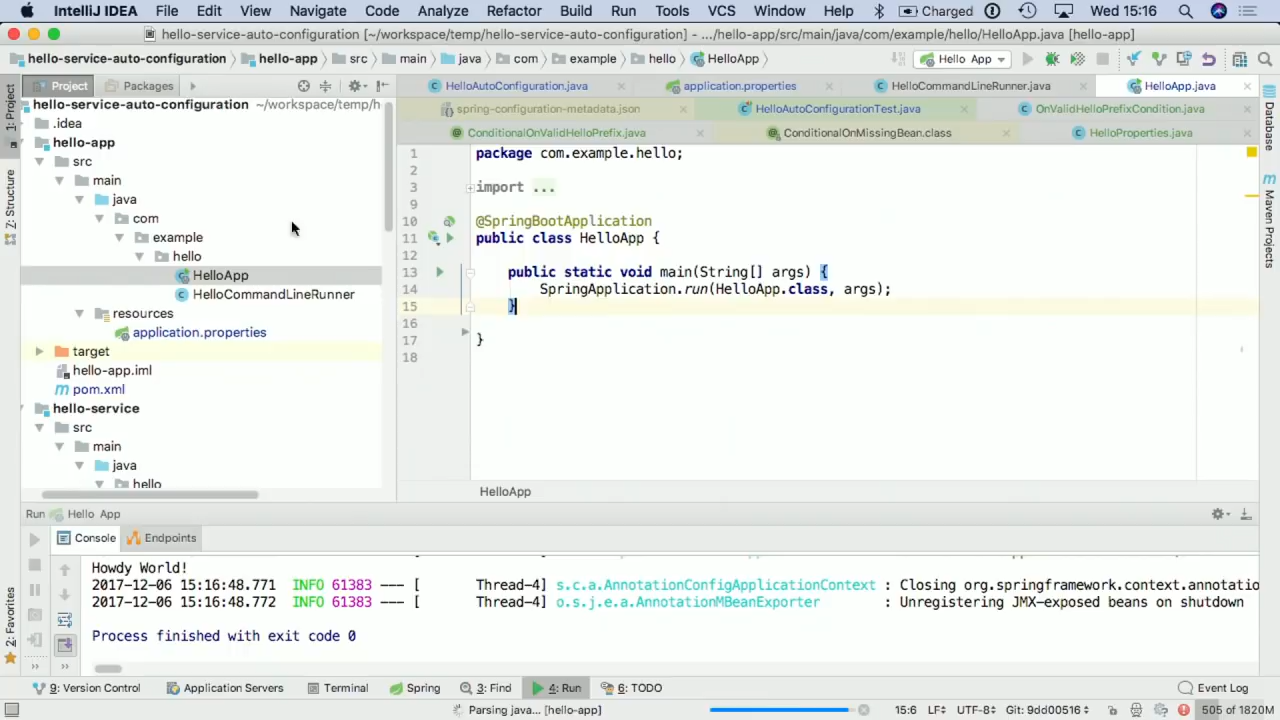 IntelliJ IDEA File Edit View Navigate Code Analyze Refactor Build Run Tools VCS Window Help Charged Wed 15:16
hello-service-auto-configuration [~/workspace/temp/hello-service-auto-configuration] - .../hello-app/src/main/java/com/example/hello/HelloApp.java [hello-app]
hello-service-auto-configuration hello-app src main java com example hello HelloApp Hello App
Project Packages HelloAutoConfiguration.java application.properties HelloCommandLineRunner.java HelloApp.java
spring-configuration-metadata.json HelloAutoConfigurationTest.java OnValidHelloPrefixCondition.java
ConditionalOnValidHelloPrefix.java ConditionalOnMissingBean.class HelloProperties.java
1: Project
Z: Structure
2: Favorites
hello-service-auto-configuration ~/workspace/temp/h
.idea
hello-app
src
main
java
com
example
hello
HelloApp
HelloCommandLineRunner
resources
application.properties
target
hello-app.iml
pom.xml
hello-service
src
main
java
hello
1 package com.example.hello;
2
3 import ...
9
10 @SpringBootApplication
11 public class HelloApp {
12
13 public static void main(String[] args) {
14 SpringApplication.run(HelloApp.class, args);
15 }
16
17 }
18
HelloApp
Database
Maven Projects
Run Hello App
Console Endpoints
Howdy World!
2017-12-06 15:16:48.771 INFO 61383 --- [ Thread-4] s.c.a.AnnotationConfigApplicationContext : Closing org.springframework.context.annotatio
2017-12-06 15:16:48.772 INFO 61383 --- [ Thread-4] o.s.j.e.a.AnnotationMBeanExporter : Unregistering JMX-exposed beans on shutdown
Process finished with exit code 0
9: Version Control Application Servers Terminal Spring 3: Find 4: Run 6: TODO Event Log
Parsing java... [hello-app] 15:6 LF UTF-8 Git: 9dd00516 505 of 1820M